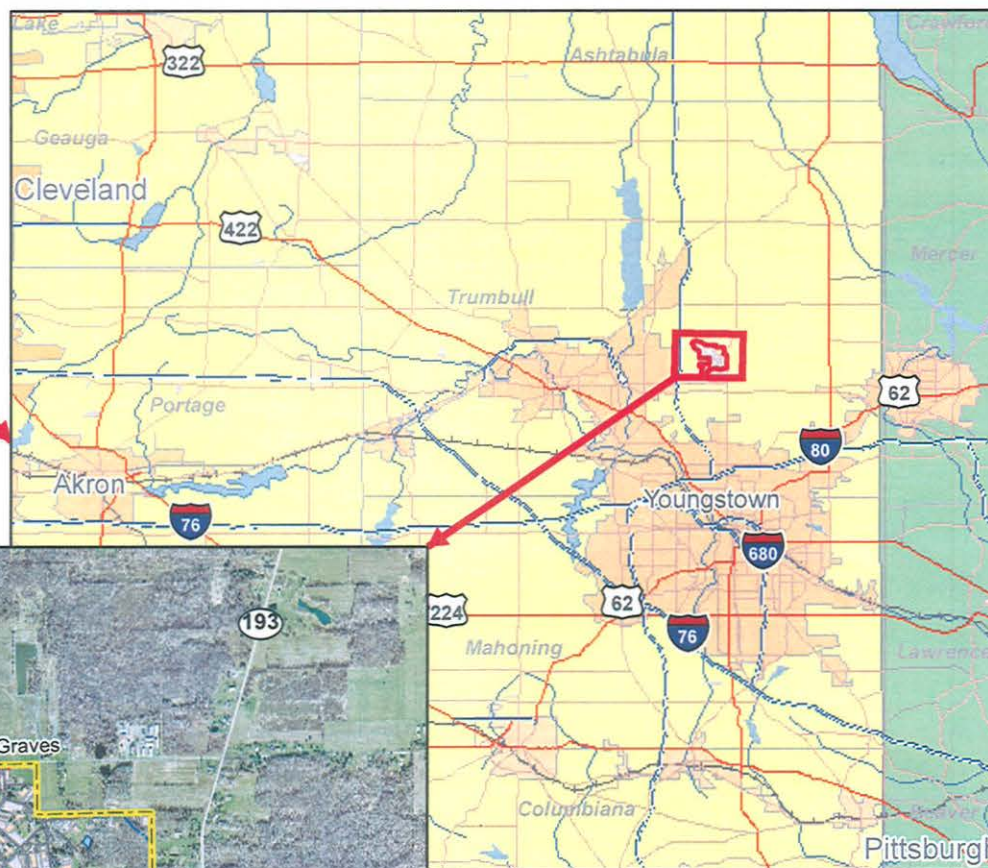 Lake
322
Ashtabula
Crawford
Geauga
Cleveland
422
Mercer
Trumbull
62
Portage
80
Akron
Youngstown
76
680
224
62
76
193
Mahoning
Lawrence
Graves
Columbiana
Beaver
Pittsburgh